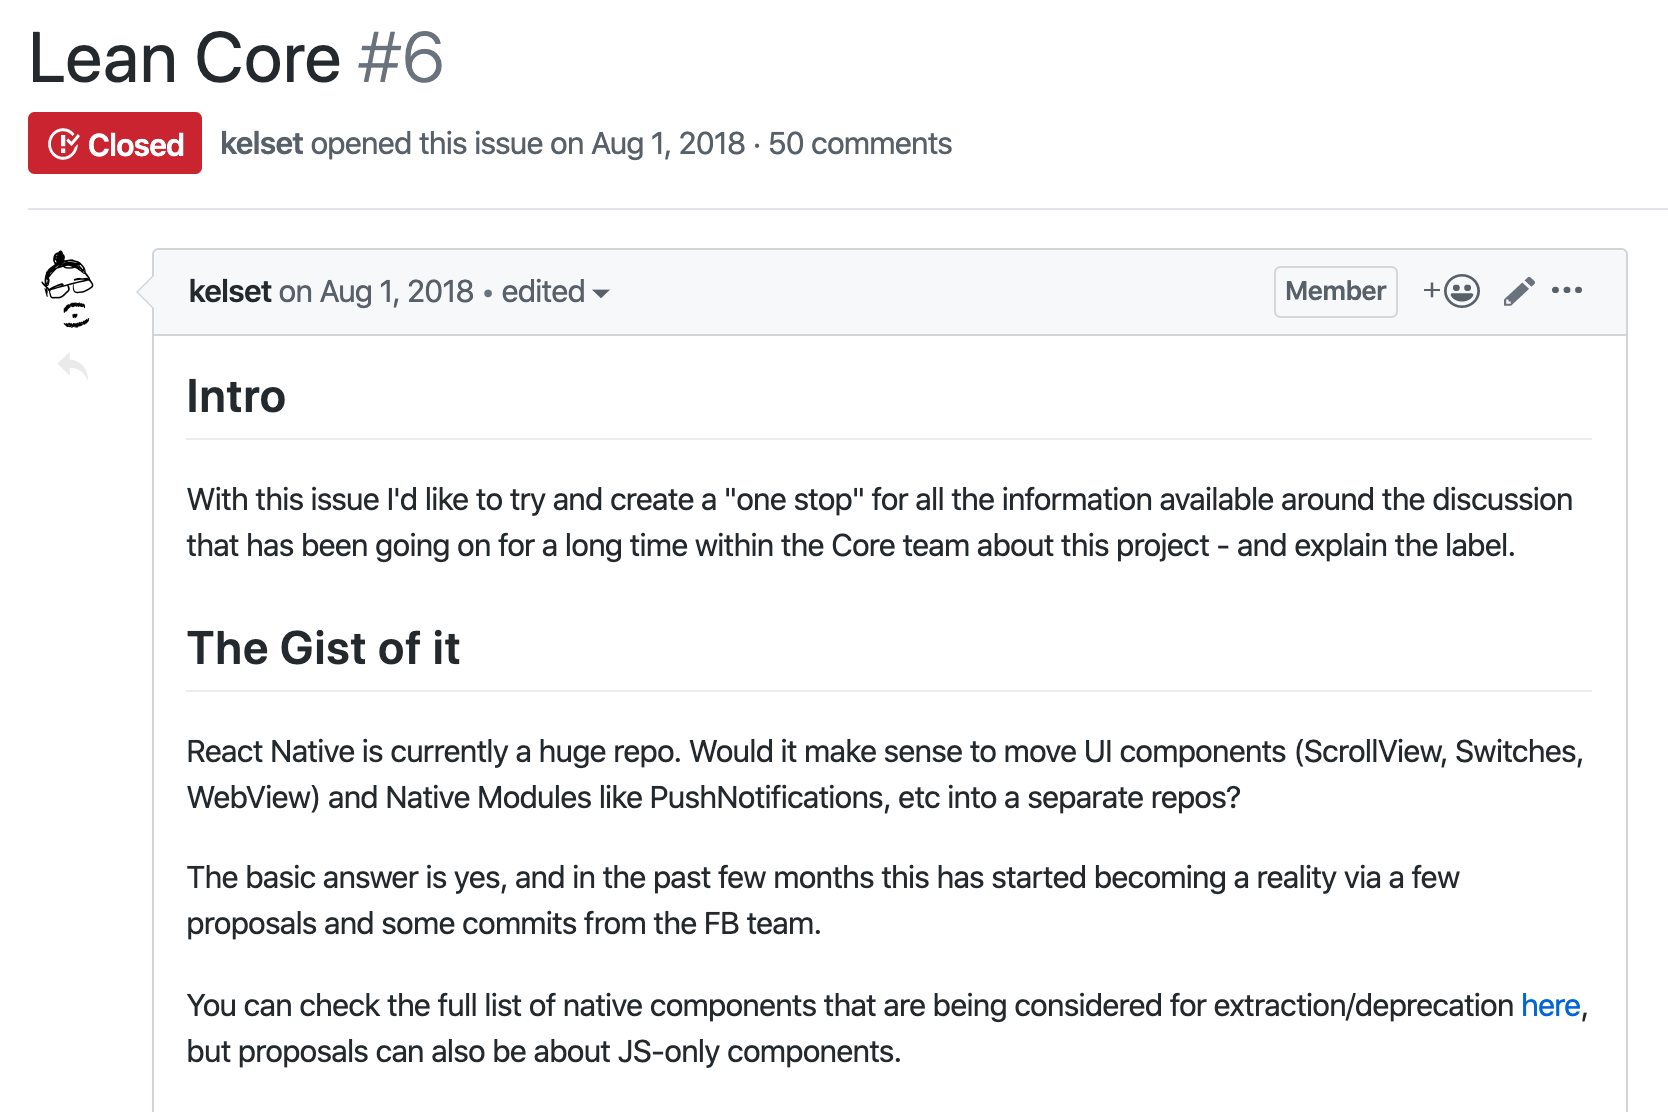 Lean Core #6
Closed kelset opened this issue on Aug 1, 2018 · 50 comments
kelset on Aug 1, 2018 • edited
Member
Intro
With this issue I'd like to try and create a "one stop" for all the information available around the discussion
that has been going on for a long time within the Core team about this project - and explain the label.
The Gist of it
React Native is currently a huge repo. Would it make sense to move UI components (ScrollView, Switches,
WebView) and Native Modules like PushNotifications, etc into a separate repos?
The basic answer is yes, and in the past few months this has started becoming a reality via a few
proposals and some commits from the FB team.
You can check the full list of native components that are being considered for extraction/deprecation here,
but proposals can also be about JS-only components.